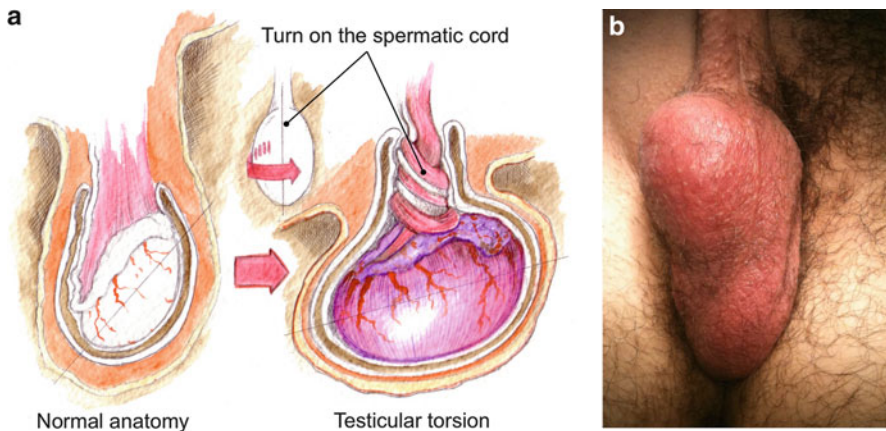 a
Turn on the spermatic cord
b
Normal anatomy
Testicular torsion